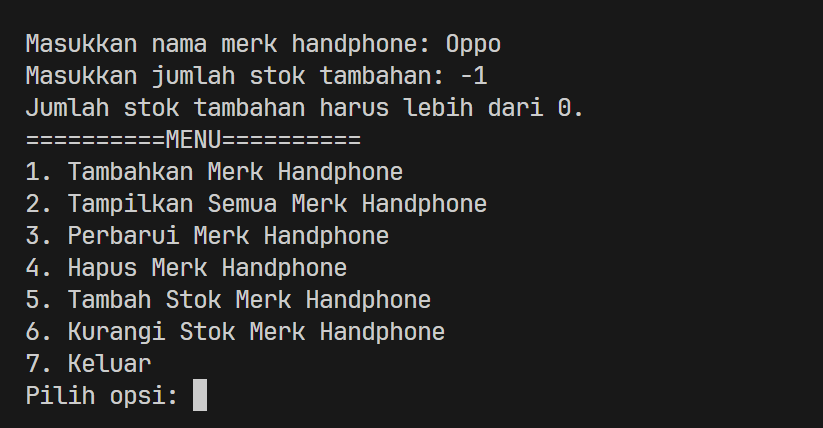 Masukkan nama merk handphone: Oppo
Masukkan jumlah stok tambahan: -1
Jumlah stok tambahan harus lebih dari 0.
==========MENU==========
1. Tambahkan Merk Handphone
2. Tampilkan Semua Merk Handphone
3. Perbarui Merk Handphone
4. Hapus Merk Handphone
5. Tambah Stok Merk Handphone
6. Kurangi Stok Merk Handphone
7. Keluar
Pilih opsi: